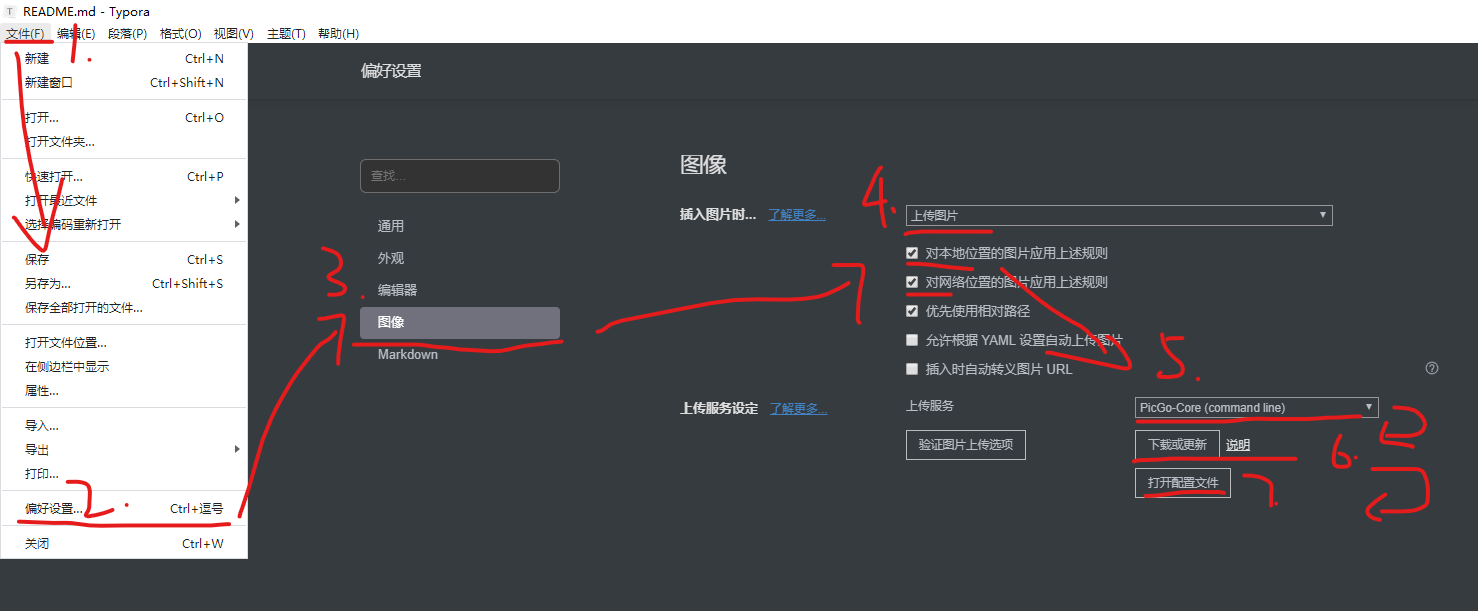 README.md - Typora
文件(F) 编辑(E) 段落(P) 格式(O) 视图(V) 主题(T) 帮助(H)
1.
新建 Ctrl+N
新建窗口 Ctrl+Shift+N
打开... Ctrl+O
打开文件夹...
快速打开... Ctrl+P
打开最近文件
选择编码重新打开
保存 Ctrl+S
另存为... Ctrl+Shift+S
保存全部打开的文件...
打开文件位置...
在侧边栏中显示
属性...
导入...
导出
打印...
2.
偏好设置... Ctrl+逗号
关闭 Ctrl+W
偏好设置
查找...
通用
外观
3.
编辑器
图像
Markdown
图像
4.
插入图片时... 了解更多... 上传图片
对本地位置的图片应用上述规则
对网络位置的图片应用上述规则
优先使用相对路径
允许根据 YAML 设置自动上传图片
5.
插入时自动转义图片 URL
上传服务设定 了解更多... 上传服务 PicGo-Core (command line)
验证图片上传选项 下载或更新 说明
6.
打开配置文件
7.